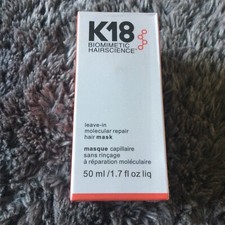 K18
BIOMIMETIC
HAIRSCIENCE
leave-in
molecular repair
hair mask
masque capillaire
sans rinçage
à réparation moléculaire
50 ml/1.7 fl oz liq